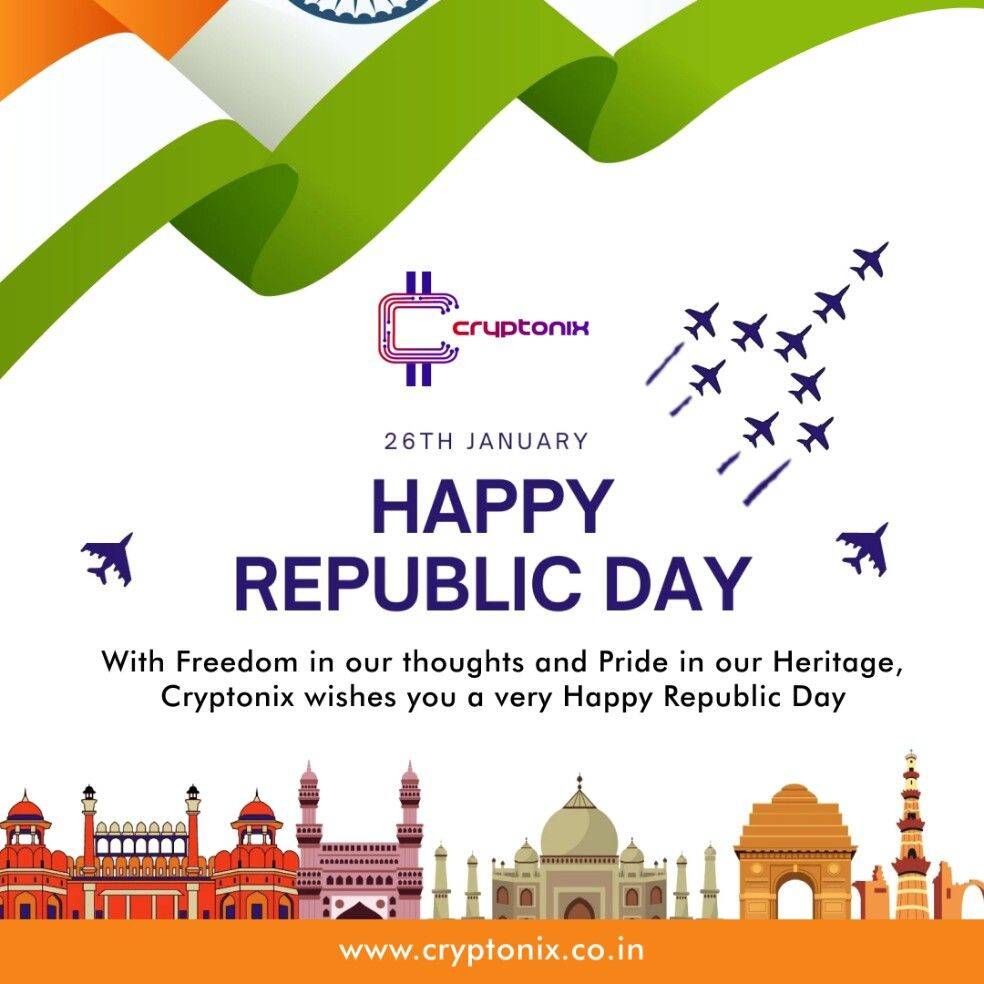 cryptonix
26TH JANUARY
HAPPY
REPUBLIC DAY
With Freedom in our thoughts and Pride in our Heritage,
Cryptonix wishes you a very Happy Republic Day
www.cryptonix.co.in